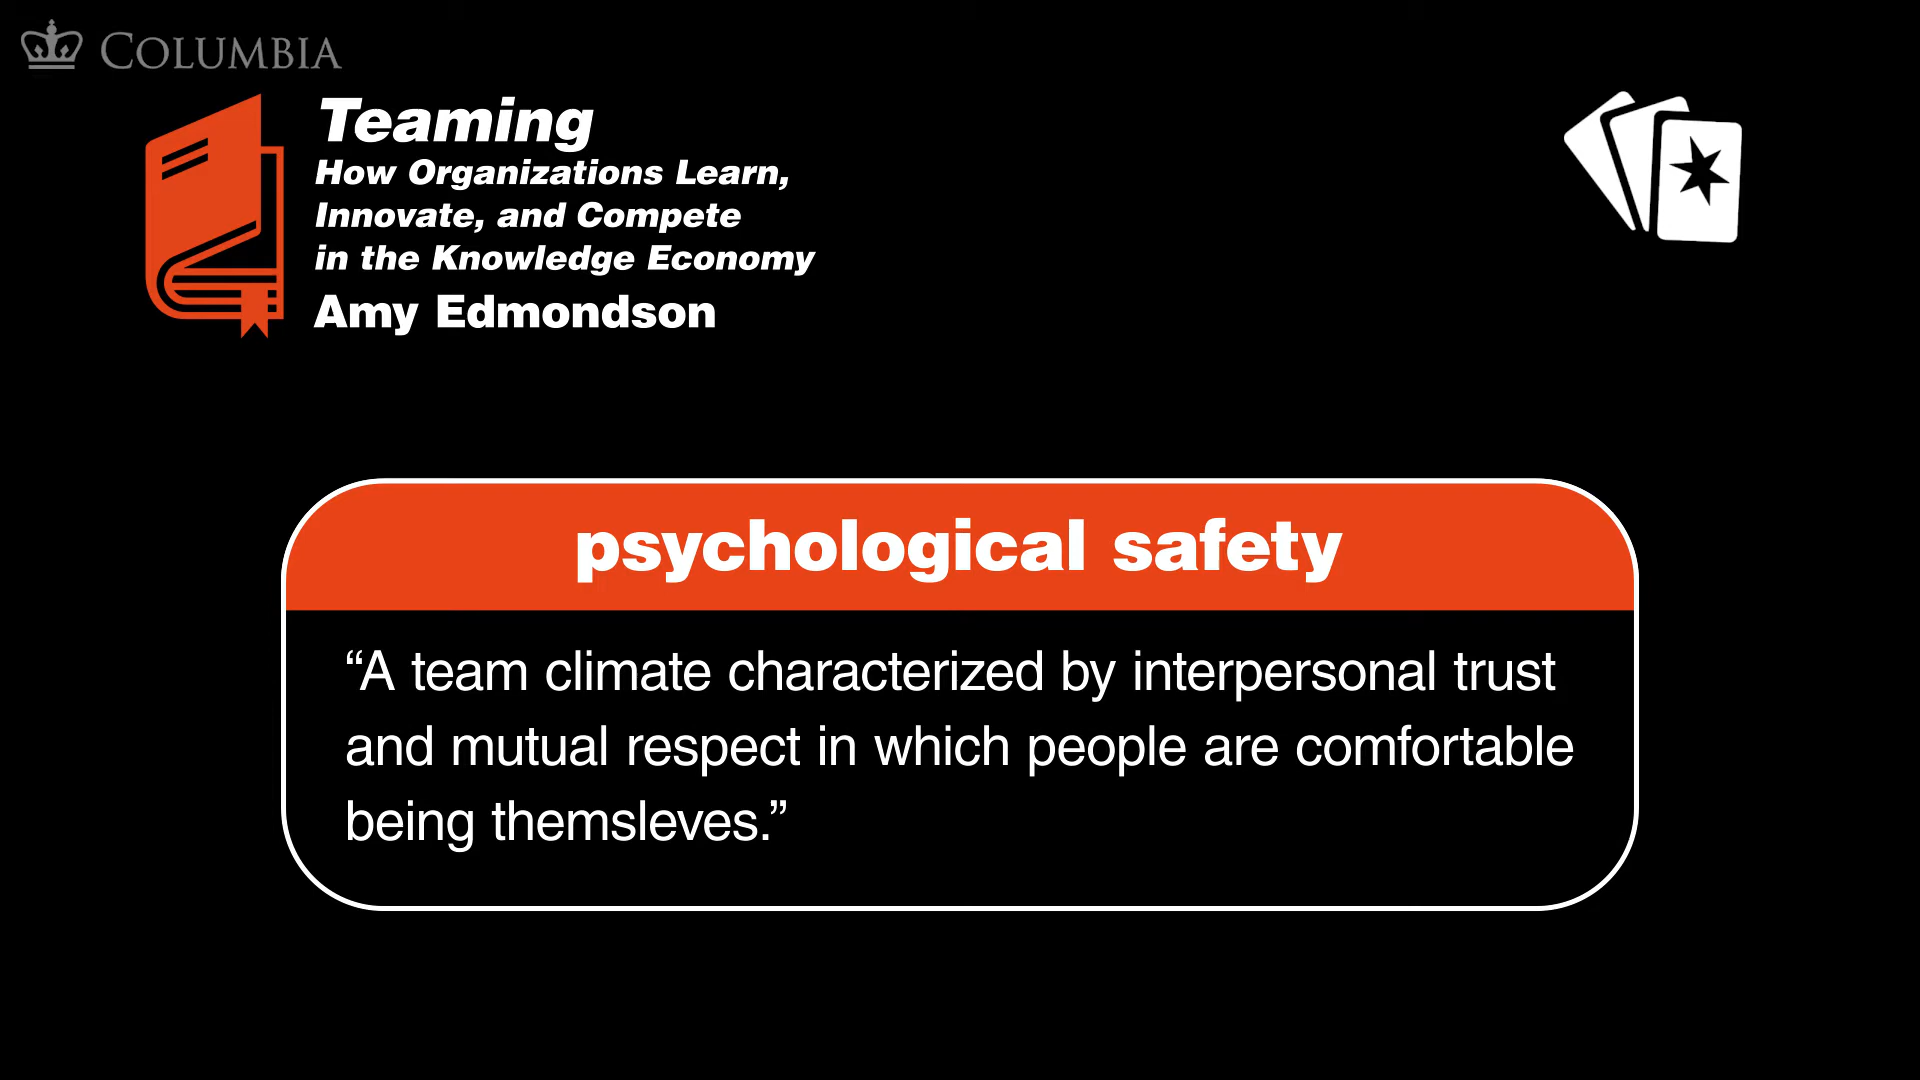 COLUMBIA
Teaming
How Organizations Learn,
Innovate, and Compete
in the Knowledge Economy
Amy Edmondson
psychological safety
“A team climate characterized by interpersonal trust
and mutual respect in which people are comfortable
being themsleves.”